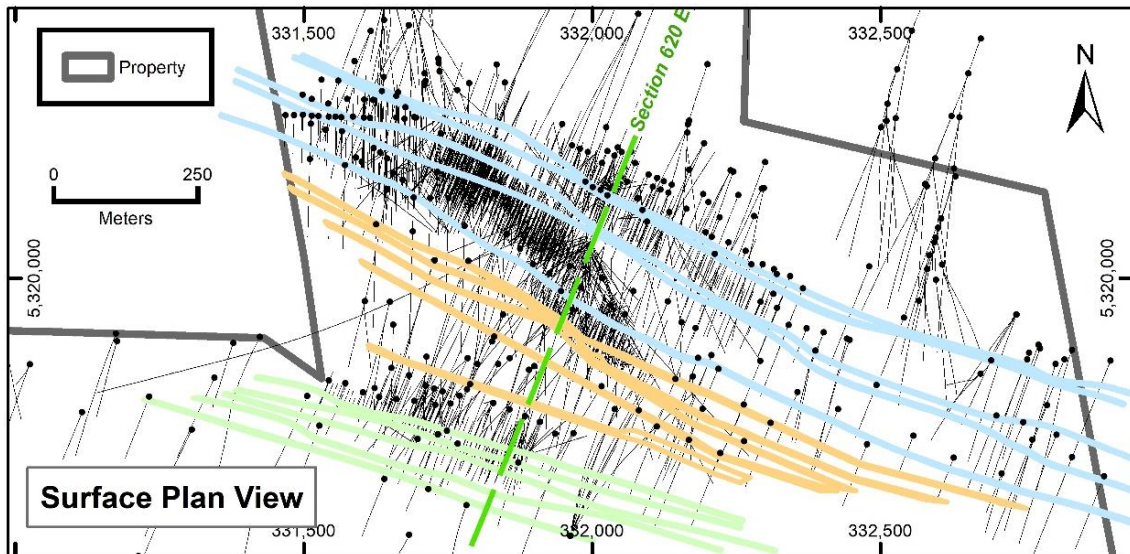 331,500
332,000
332,500
Property
Section 620 E
N
0
250
Meters
5,320,000
5,320,000
Surface Plan View
331,500
332,000
332,500